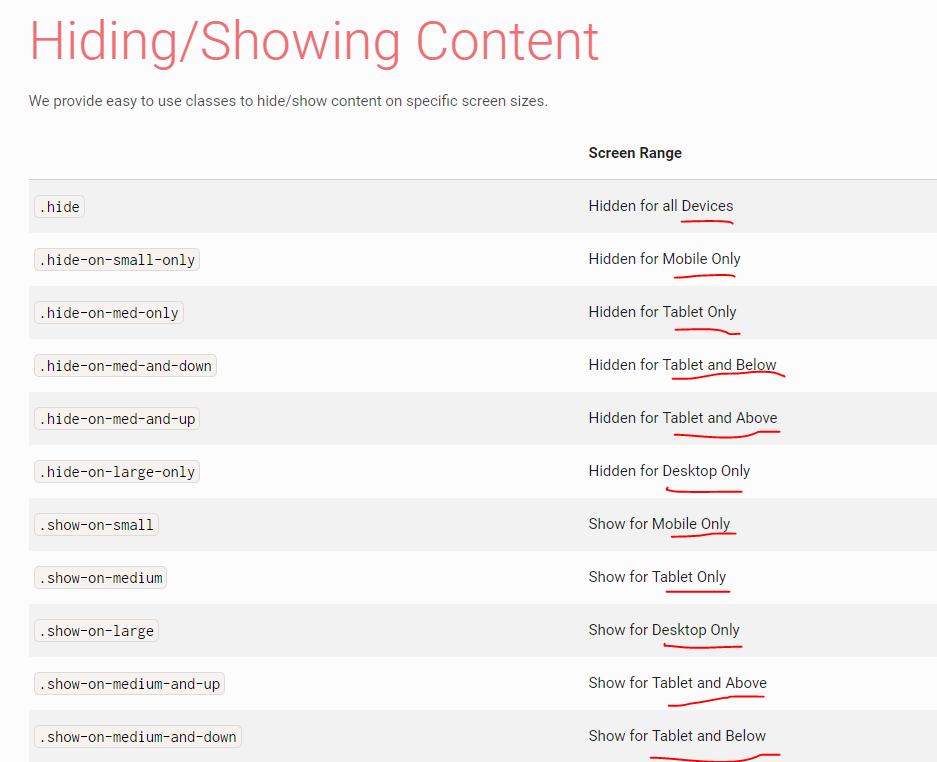 Hiding/Showing Content
We provide easy to use classes to hide/show content on specific screen sizes.
Screen Range
.hide Hidden for all Devices
.hide-on-small-only Hidden for Mobile Only
.hide-on-med-only Hidden for Tablet Only
.hide-on-med-and-down Hidden for Tablet and Below
.hide-on-med-and-up Hidden for Tablet and Above
.hide-on-large-only Hidden for Desktop Only
.show-on-small Show for Mobile Only
.show-on-medium Show for Tablet Only
.show-on-large Show for Desktop Only
.show-on-medium-and-up Show for Tablet and Above
.show-on-medium-and-down Show for Tablet and Below